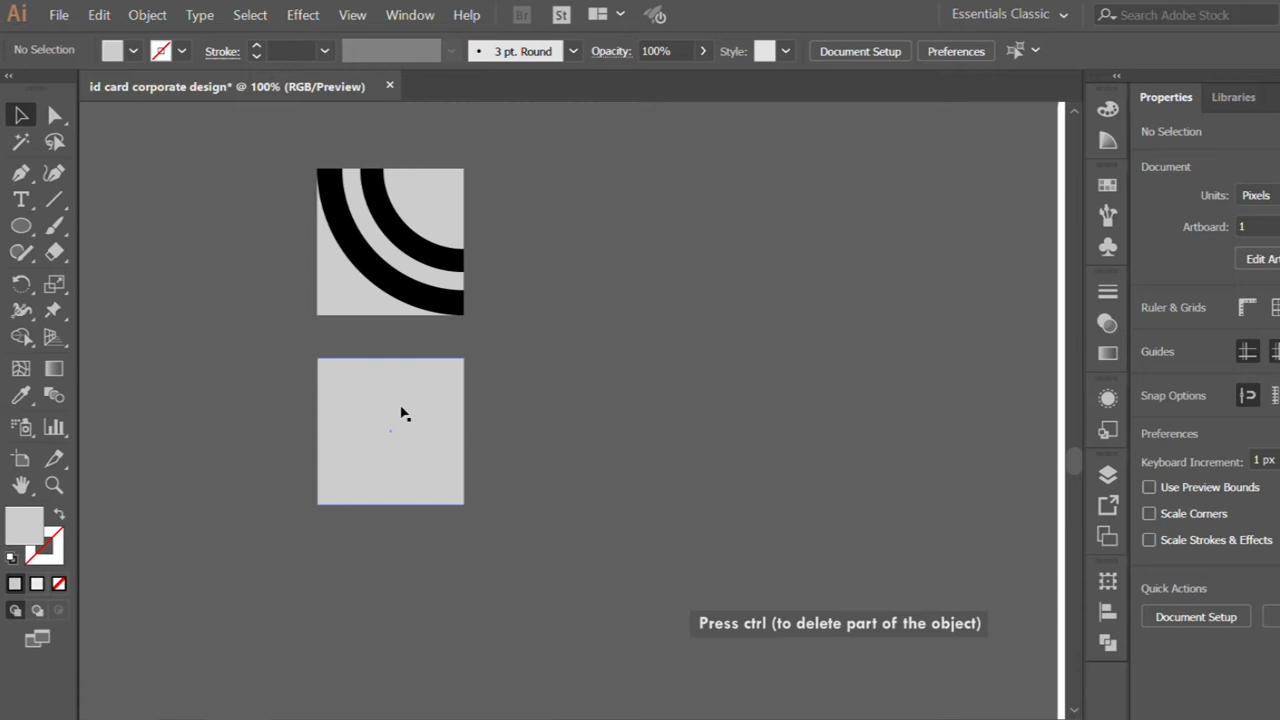 Ai File Edit Object Type Select Effect View Window Help Br St Essentials Classic Search Adobe Stock
No Selection Stroke: 3 pt. Round Opacity: 100% Style: Document Setup Preferences
id card corporate design* @ 100% (RGB/Preview)
Properties Libraries
No Selection
Document
Units: Pixels
Artboard: 1
Edit Ar
Ruler & Grids
Guides
Snap Options
Preferences
Keyboard Increment: 1 px
Use Preview Bounds
Scale Corners
Scale Strokes & Effects
Quick Actions
Document Setup
Press ctrl (to delete part of the object)